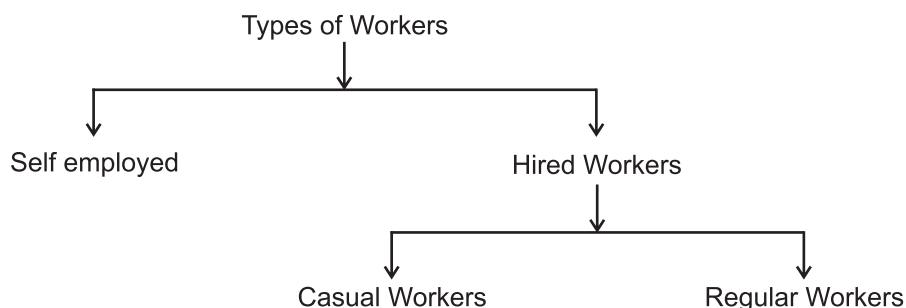 Types of Workers
Self employed
Hired Workers
Casual Workers
Regular Workers